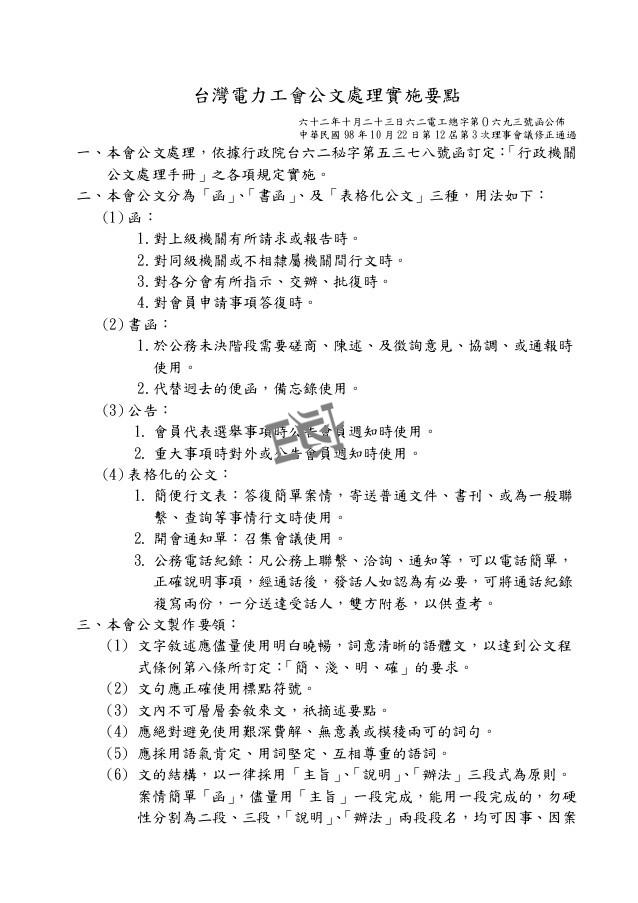 台灣電力工會公文處理實施要點
六十二年十月二十三日六二電工總字第０六九三號函公佈
中華民國 98 年 10 月 22 日第 12 屆第 3 次理事會議修正通過
一、本會公文處理，依據行政院台六二秘字第五三七八號函訂定：「行政機關
公文處理手冊」之各項規定實施。
二、本會公文分為「函」、「書函」、及「表格化公文」三種，用法如下：
(1)函：
1.對上級機關有所請求或報告時。
2.對同級機關或不相隸屬機關間行文時。
3.對各分會有所指示、交辦、批復時。
4.對會員申請事項答復時。
(2)書函：
1.於公務未決階段需要磋商、陳述、及徵詢意見、協調、或通報時
使用。
2.代替迥去的便函，備忘錄使用。
(3)公告：
1. 會員代表選舉事項時公告會員週知時使用。
2. 重大事項時對外或公告會員週知時使用。
(4)表格化的公文：
1. 簡便行文表：答復簡單案情，寄送普通文件、書刊、或為一般聯
繫、查詢等事情行文時使用。
2. 開會通知單：召集會議使用。
3. 公務電話紀錄：凡公務上聯繫、洽詢、通知等，可以電話簡單，
正確說明事項，經通話後，發話人如認為有必要，可將通話紀錄
複寫兩份，一分送達受話人，雙方附卷，以供查考。
三、本會公文製作要領：
(1) 文字敘述應儘量使用明白曉暢，詞意清晰的語體文，以達到公文程
式條例第八條所訂定：「簡、淺、明、確」的要求。
(2) 文句應正確使用標點符號。
(3) 文內不可層層套敘來文，祇摘述要點。
(4) 應絕對避免使用艱深費解、無意義或模稜兩可的詞句。
(5) 應採用語氣肯定、用詞堅定、互相尊重的語詞。
(6) 文的結構，以一律採用「主旨」、「說明」、「辦法」三段式為原則。
案情簡單「函」，儘量用「主旨」一段完成，能用一段完成的，勿硬
性分割為二段、三段，「說明」、「辦法」兩段段名，均可因事、因案